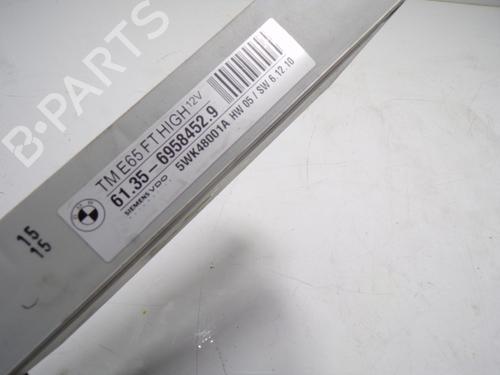 B-PARTS
TM E65 FT HIGH 12V
61.35 – 6958452.9
SIEMENS VDO 5WK48001A HW 05 / SW 6.12.10
15
15